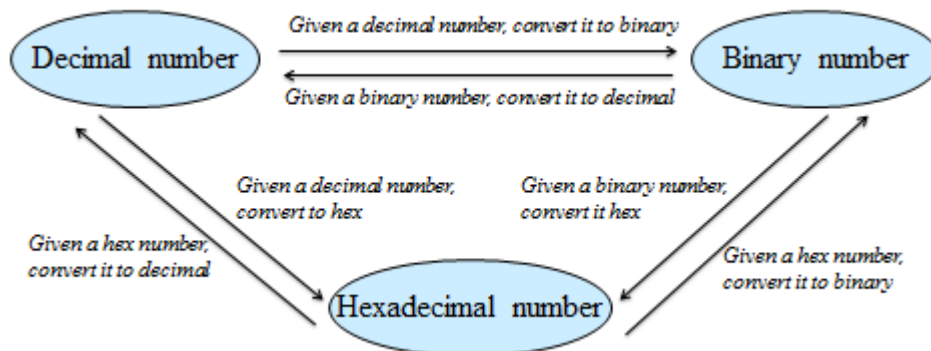 Given a decimal number, convert it to binary
Decimal number
Binary number
Given a binary number, convert it to decimal
Given a decimal number,
convert to hex
Given a binary number,
convert it hex
Given a hex number,
convert it to decimal
Given a hex number,
convert it to binary
Hexadecimal number